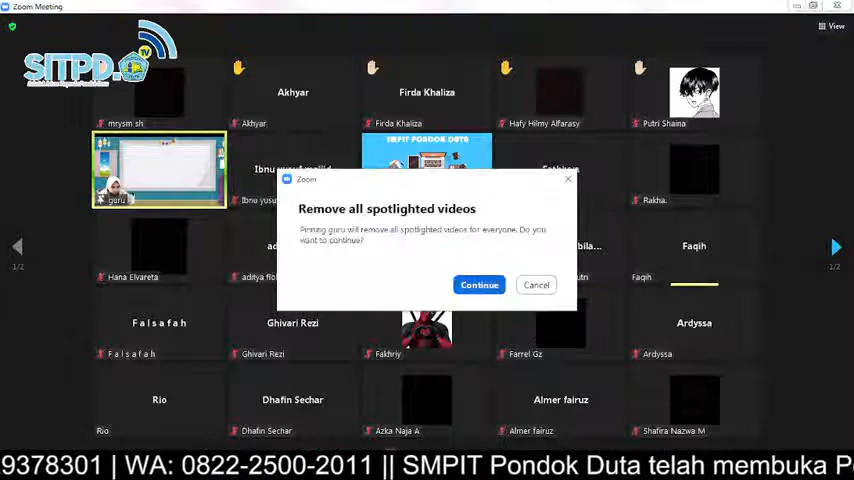 Zoom Meeting
View
SITPD.
TV
mrysm sh
Akhyar
Akhyar
Firda Khaliza
Firda Khaliza
Hafy Hilmy Alfarasy
Putri Shaina
guru
Ibnu
SMPIT PONDOK DUTA
Rakha.
Zoom
Remove all spotlighted videos
Pinning guru will remove all spotlighted videos for everyone. Do you
want to continue?
Continue
Cancel
1/2
1/2
Hana Elvareta
Faqih
Faqih
Falsafah
Falsafah
Ghivari Rezi
Ghivari Rezi
Fakhriy
Farrel Gz
Ardyssa
Ardyssa
Rio
Rio
Dhafin Sechar
Dhafin Sechar
Azka Naja A
Almer fairuz
Almer fairuz
Shafira Nazwa M
9378301 | WA: 0822-2500-2011 || SMPIT Pondok Duta telah membuka P